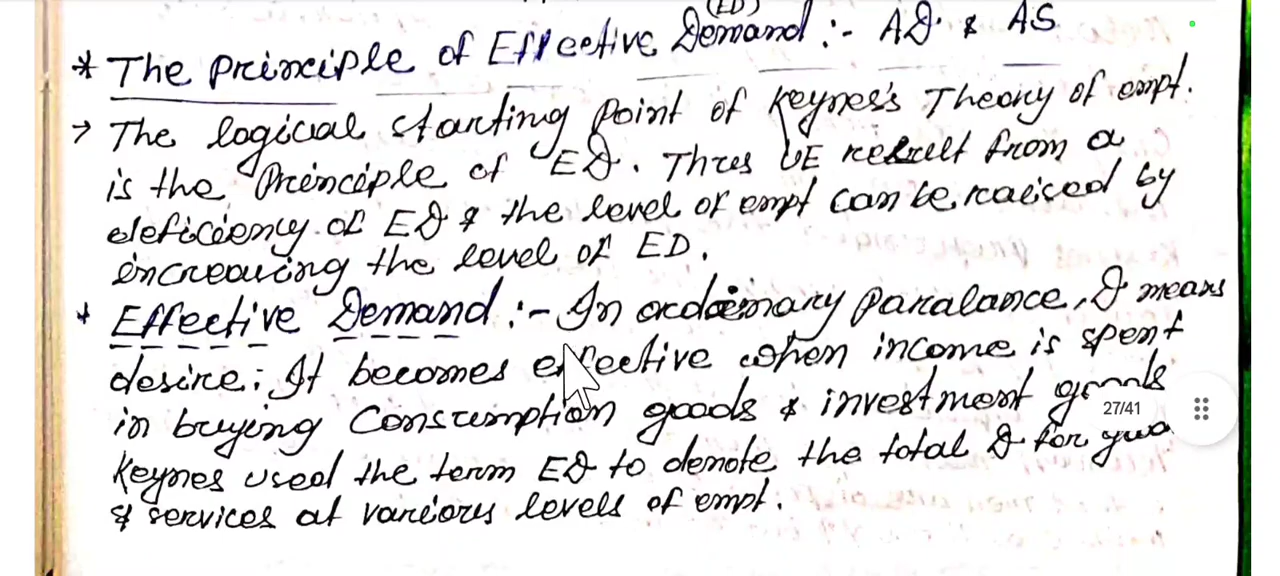 (ED)
* The Principle of Effective Demand :- AD & AS
→ The logical starting point of Keynes's Theory of empt.
is the Principle of ED. Thus UE result from a
deficiency of ED & the level of empt can be raised by
increasing the level of ED.
* Effective Demand :- In ordinary paralance, D means
desire; It becomes effective when income is spent
in buying Consumption goods & investment goods
27/41
Keynes used the term ED to denote the total D for
& services at various levels of empt.